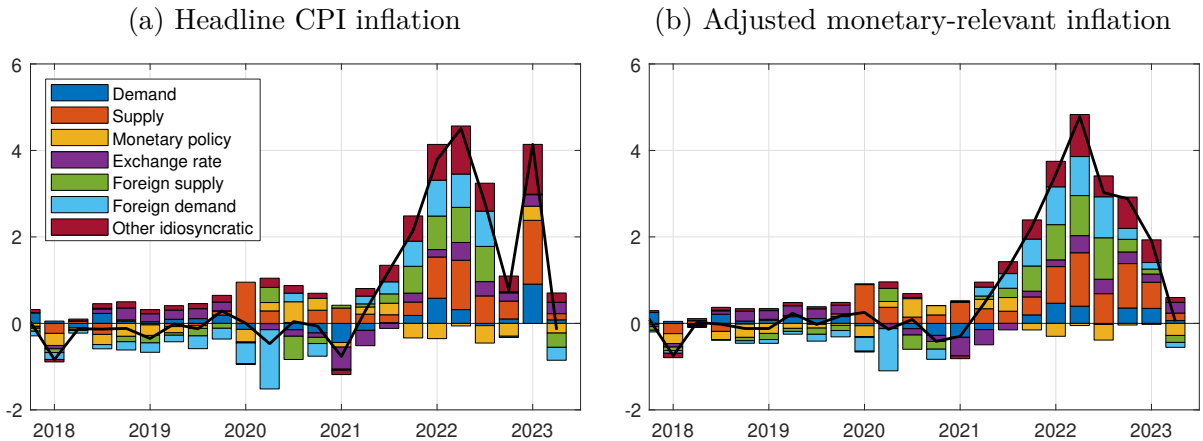 (a) Headline CPI inflation
6
4
2
0
-2
2018 2019 2020 2021 2022 2023
Demand
Supply
Monetary policy
Exchange rate
Foreign supply
Foreign demand
Other idiosyncratic
(b) Adjusted monetary-relevant inflation
6
4
2
0
-2
2018 2019 2020 2021 2022 2023